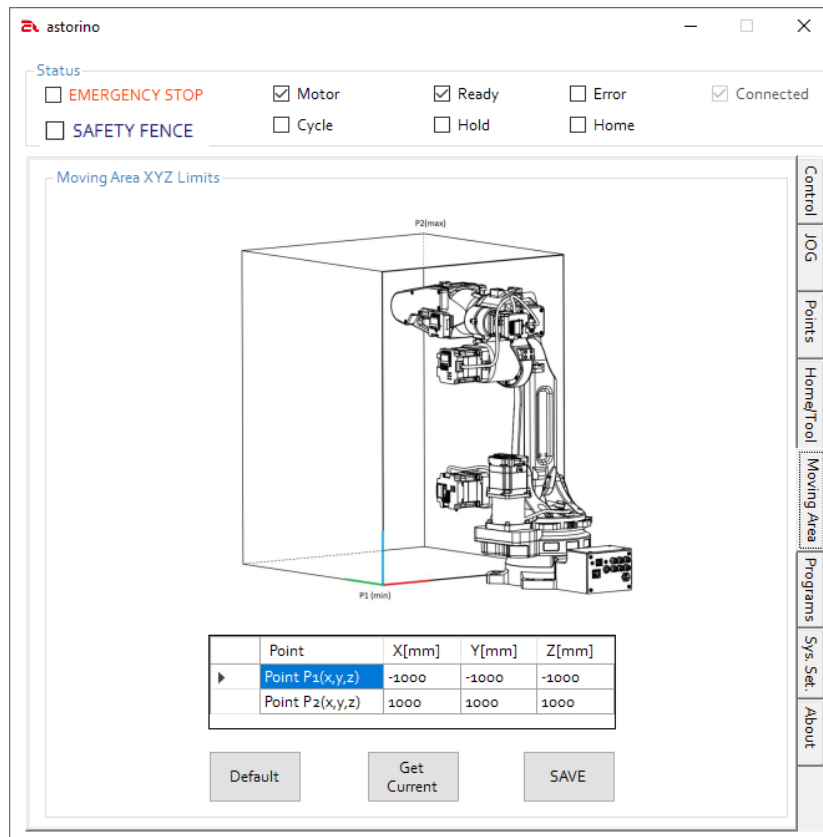 astorino
Status
EMERGENCY STOP
Motor
Ready
Error
Connected
SAFETY FENCE
Cycle
Hold
Home
Moving Area XYZ Limits
P2(max)
P1 (min)
Point X[mm] Y[mm] Z[mm]
Point P1(x,y,z) -1000 -1000 -1000
Point P2(x,y,z) 1000 1000 1000
Default
Get
Current
SAVE
Control
JOG
Points
Home/Tool
Moving Area
Programs
Sys. Set.
About